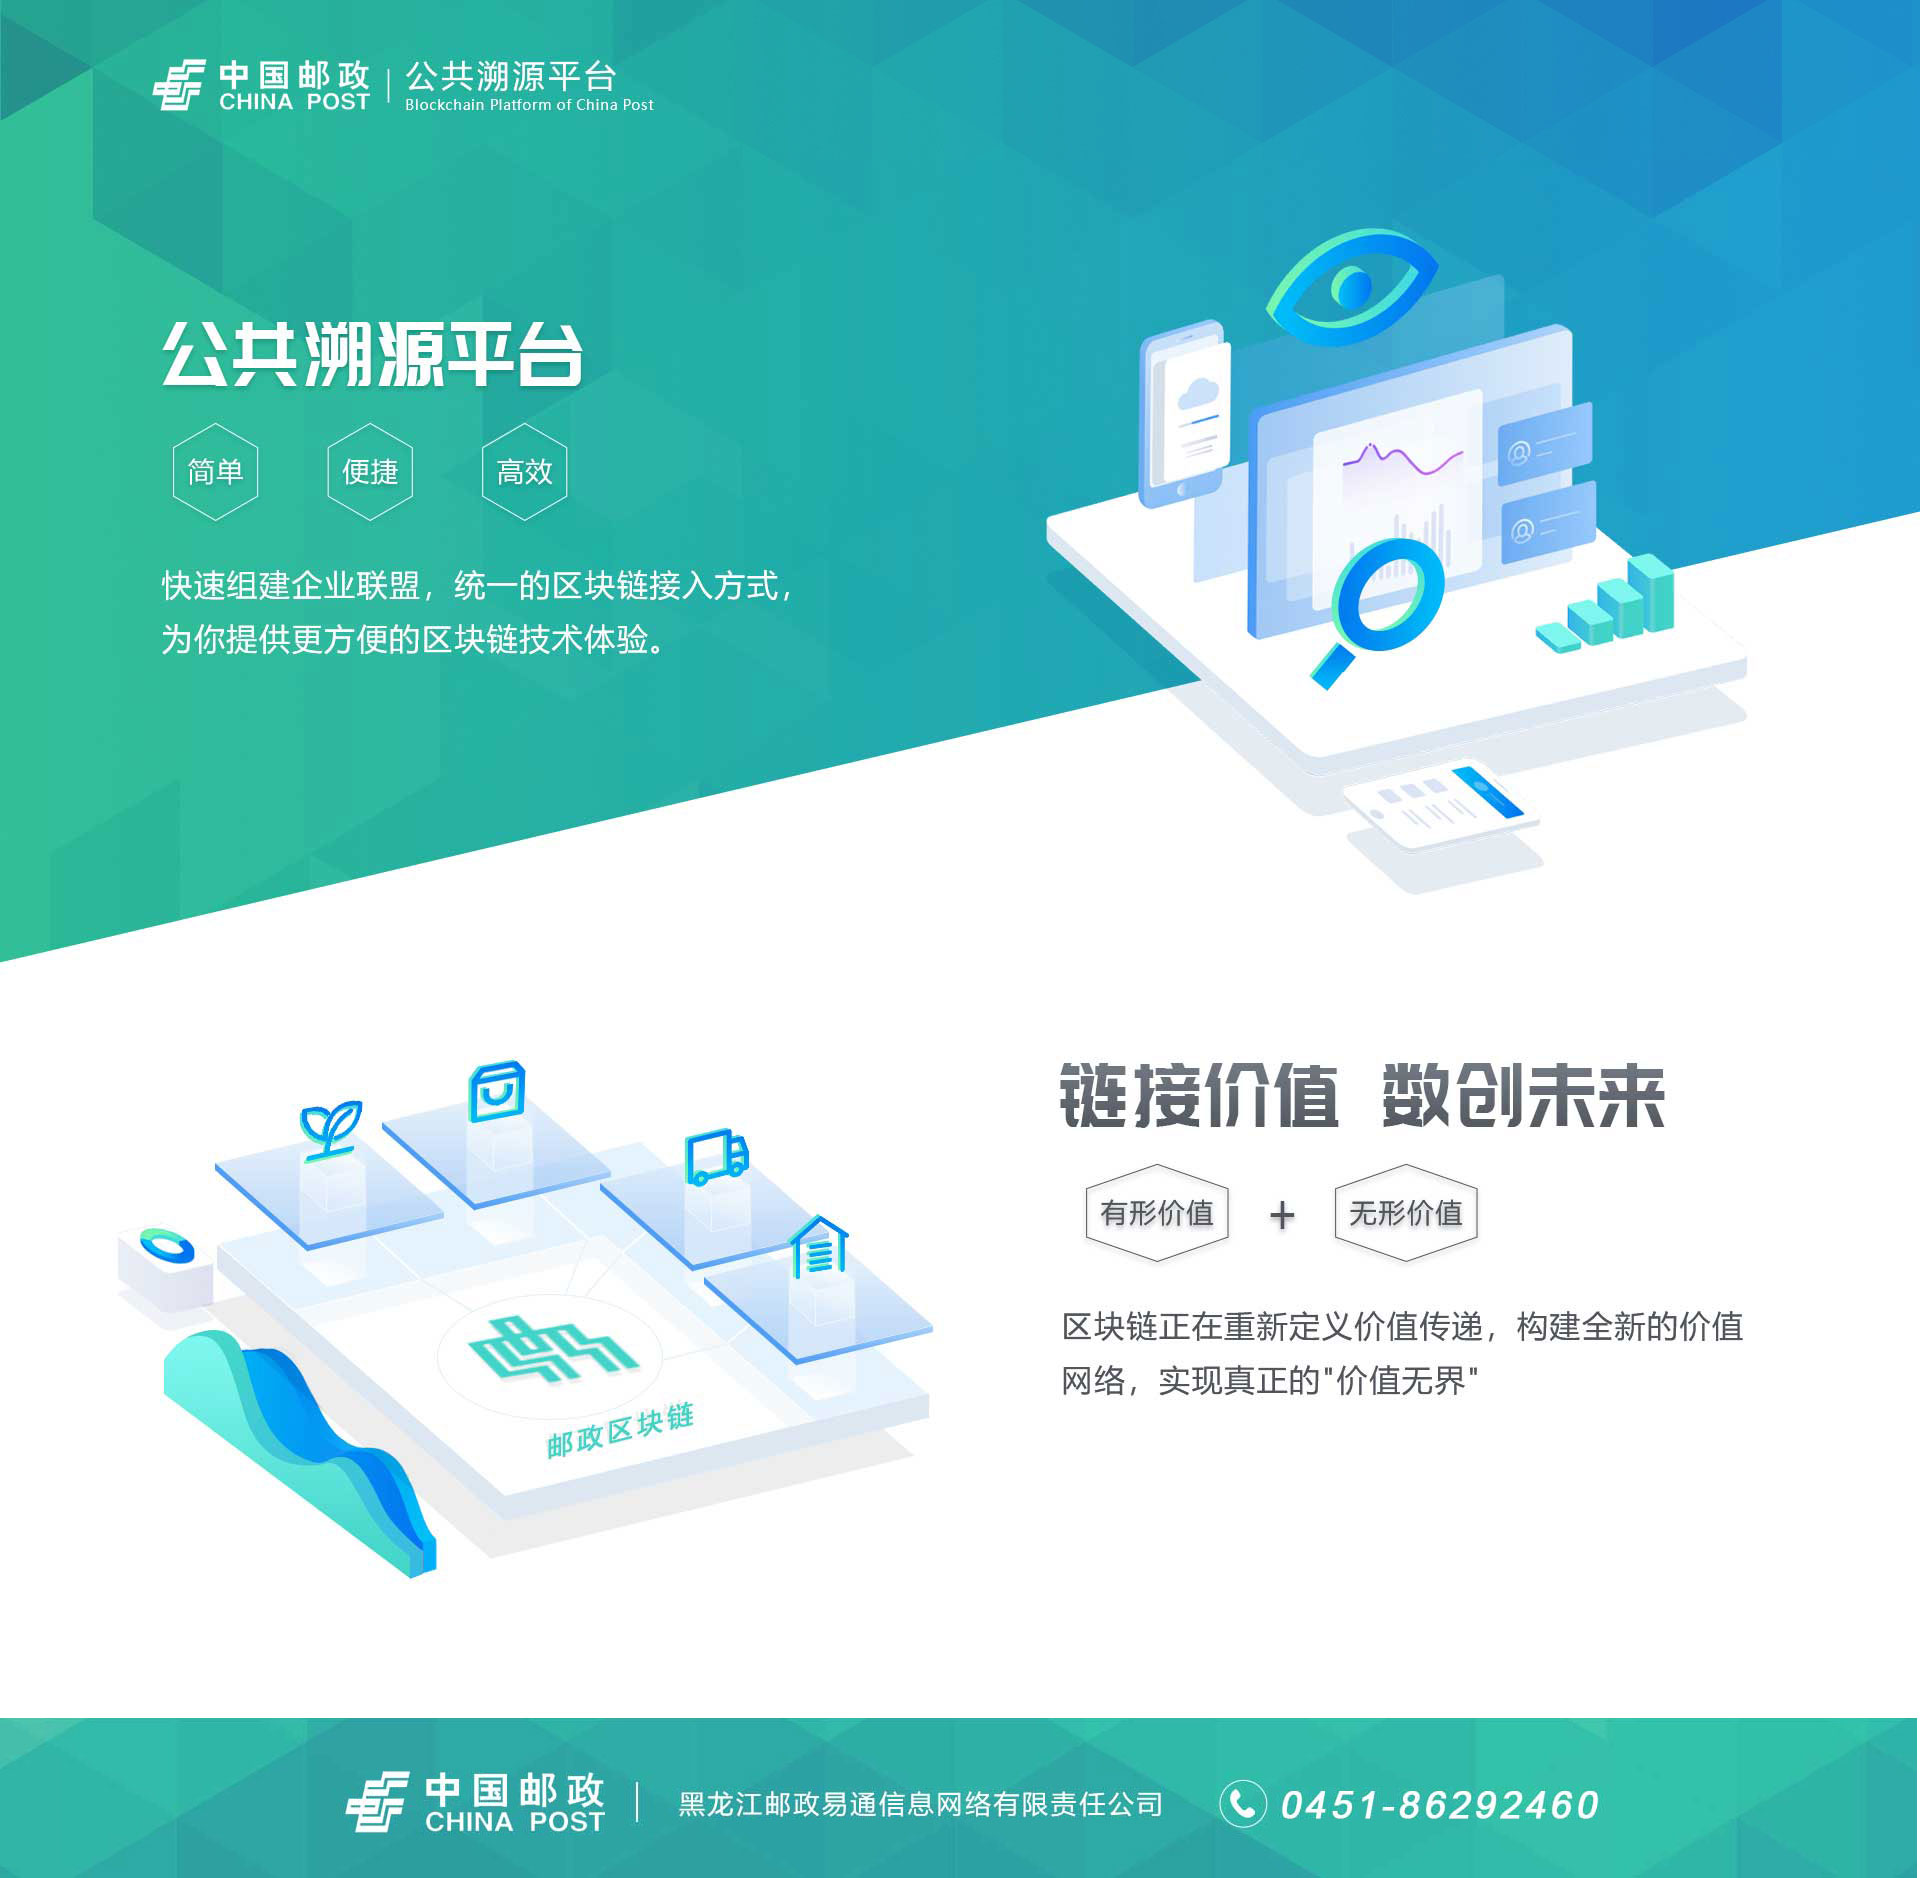 中国邮政
CHINA POST
公共溯源平台
Blockchain Platform of China Post
公共溯源平台
简单 便捷 高效
快速组建企业联盟，统一的区块链接入方式，
为你提供更方便的区块链技术体验。
链接价值 数创未来
有形价值 + 无形价值
区块链正在重新定义价值传递，构建全新的价值
网络，实现真正的"价值无界"
邮政区块链
中国邮政
CHINA POST
黑龙江邮政易通信息网络有限责任公司
0451-86292460